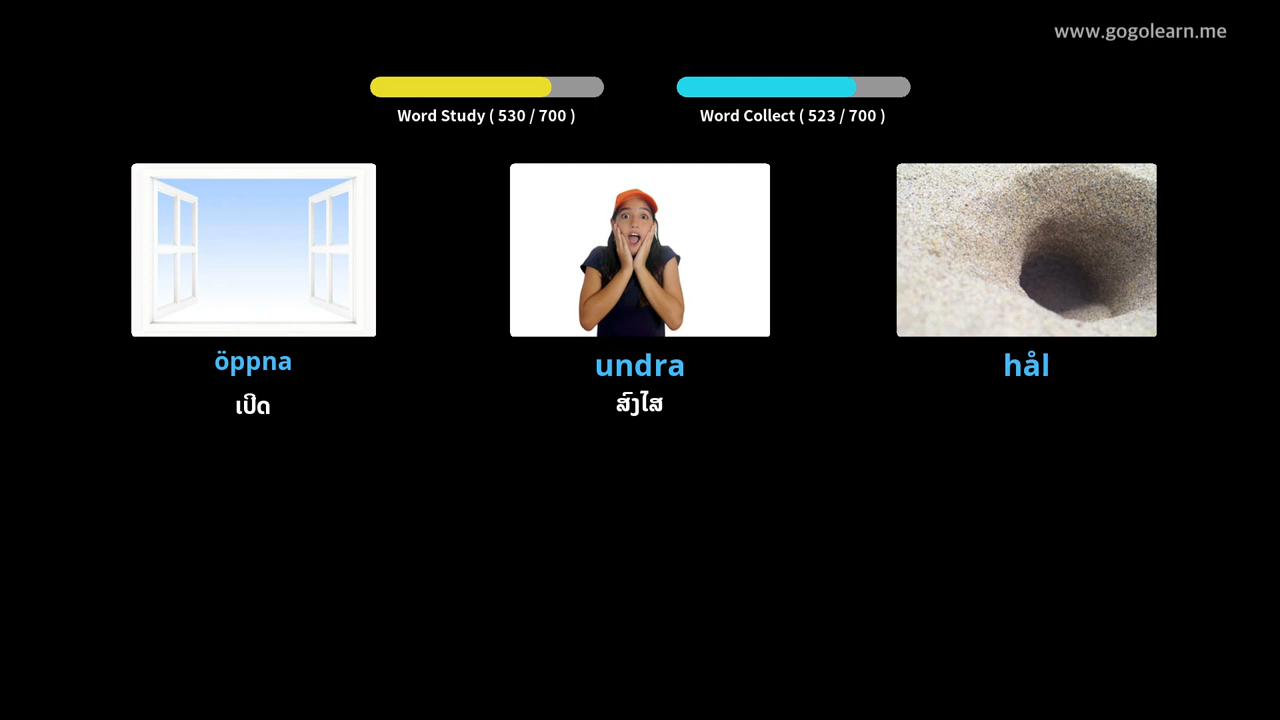 www.gogolearn.me
Word Study ( 530 / 700 )
Word Collect ( 523 / 700 )
öppna
undra
hål
ເປີດ
ສົງໄສ